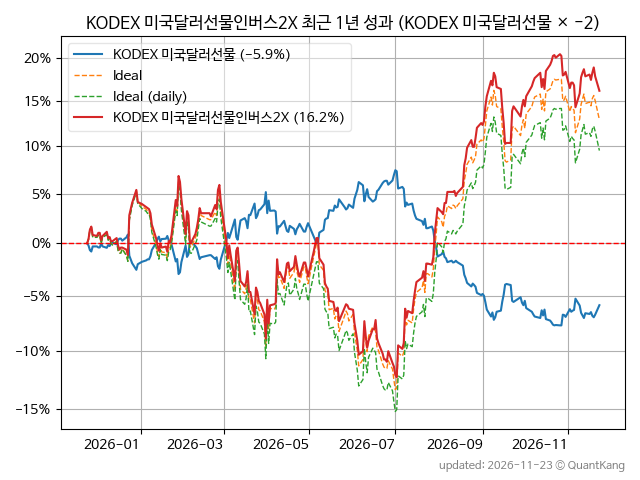 KODEX 미국달러선물인버스2X 최근 1년 성과 (KODEX 미국달러선물 × −2)
KODEX 미국달러선물 (−5.9%)
Ideal
Ideal (daily)
KODEX 미국달러선물인버스2X (16.2%)
20%
15%
10%
5%
0%
−5%
−10%
−15%
2026-01
2026-03
2026-05
2026-07
2026-09
2026-11
updated: 2026-11-23 © QuantKang